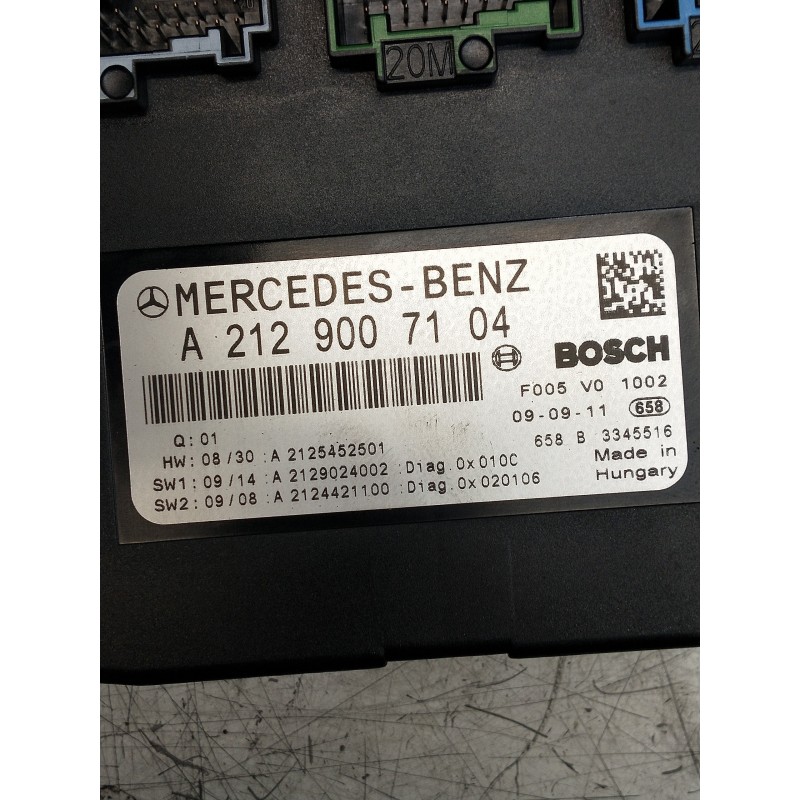 20M
MERCEDES-BENZ
A 212 900 71 04
BOSCH
F005 V0 1002
09-09-11 658
658 B 3345516
Made in
Hungary
Q: 01
HW: 08/30 :A 2125452501
SW1: 09/14 :A 2129024002 :Diag.0x010C
SW2: 09/08 :A 2124421100 :Diag.0x020106